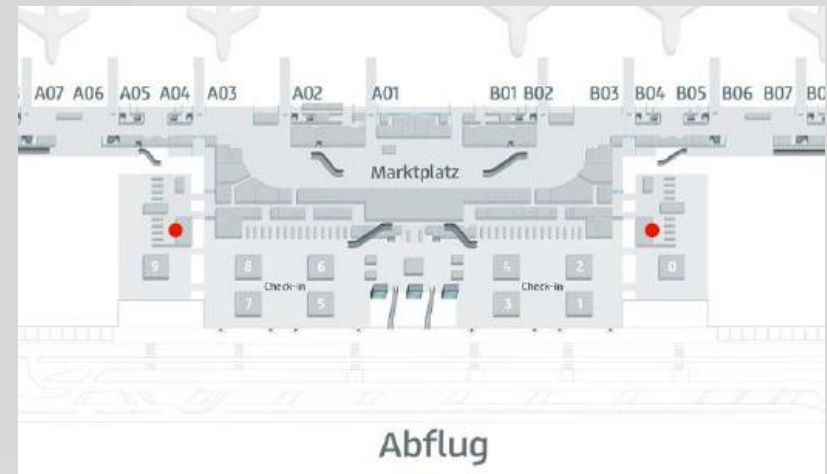 A07 A06 A05 A04 A03 A02 A01 B01 B02 B03 B04 B05 B06 B07
Marktplatz
9 8 6 4 2 0
Check-in Check-in
7 5 3 1
Abflug